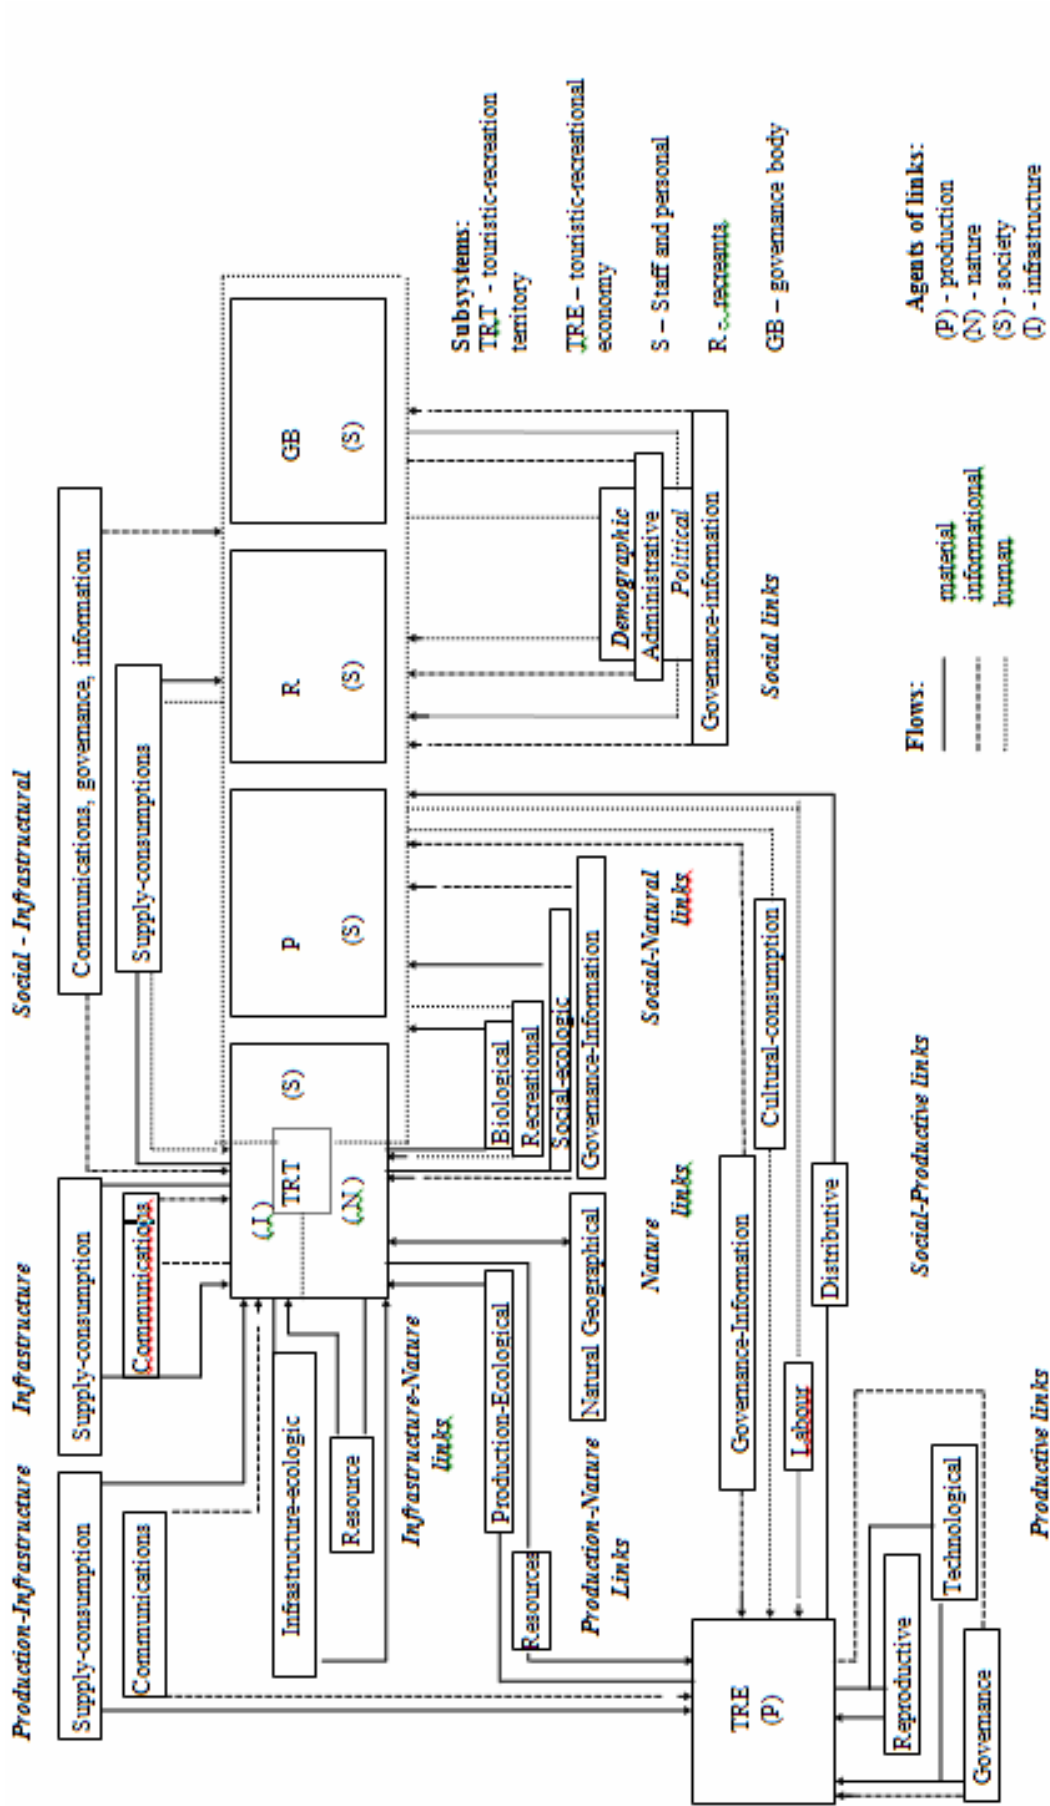 Production-Infrastructure
Infrastructure
Social - Infrastructural
Supply-consumption
Supply-consumption
Communications, governance, information
Communications
Communications
Supply-consumptions
TRT
(I)
(N)
(S)
P
(S)
R
(S)
GB
(S)
Infrastructure-ecologic
Resource
Infrastructure-Nature
links
Biological
Recreational
Social-ecologic
Governance-Information
Social-Natural
links
Production-Ecological
Resources
Production-Nature
Links
Natural Geographical
Nature
links
Demographic
Administrative
Political
Governance-information
Social links
Subsystems:
TRT - touristic-recreation
territory
TRE – touristic-recreational
economy
S – Staff and personal
R - recreants
GB – governance body
TRE
(P)
Governance-Information
Cultural-consumption
Labour
Distributive
Social-Productive links
Reproductive
Technological
Governance
Productive links
Flows:
material
informational
human
Agents of links:
(P) - production
(N) - nature
(S) - society
(I) - infrastructure